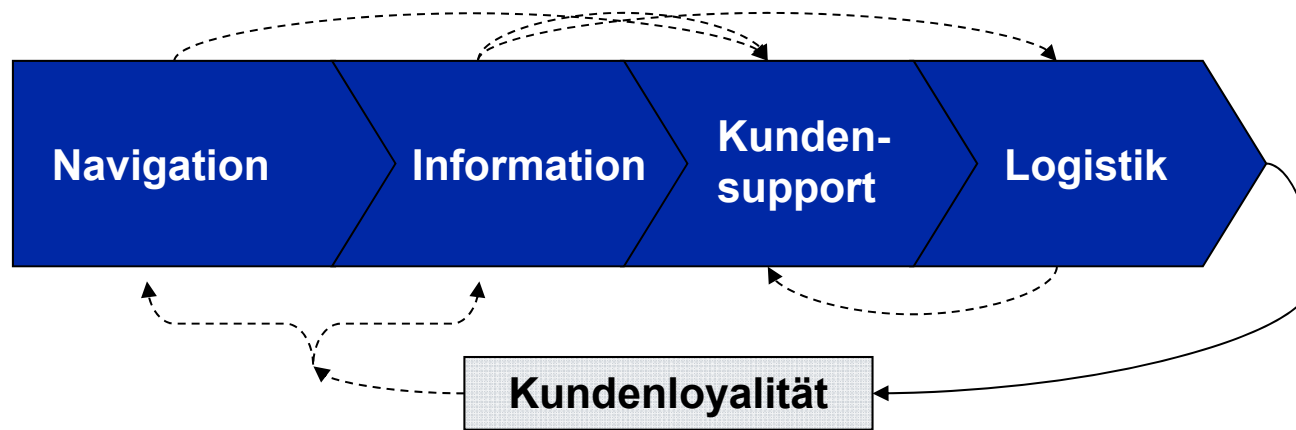 Navigation
Information
Kunden-
support
Logistik
Kundenloyalität